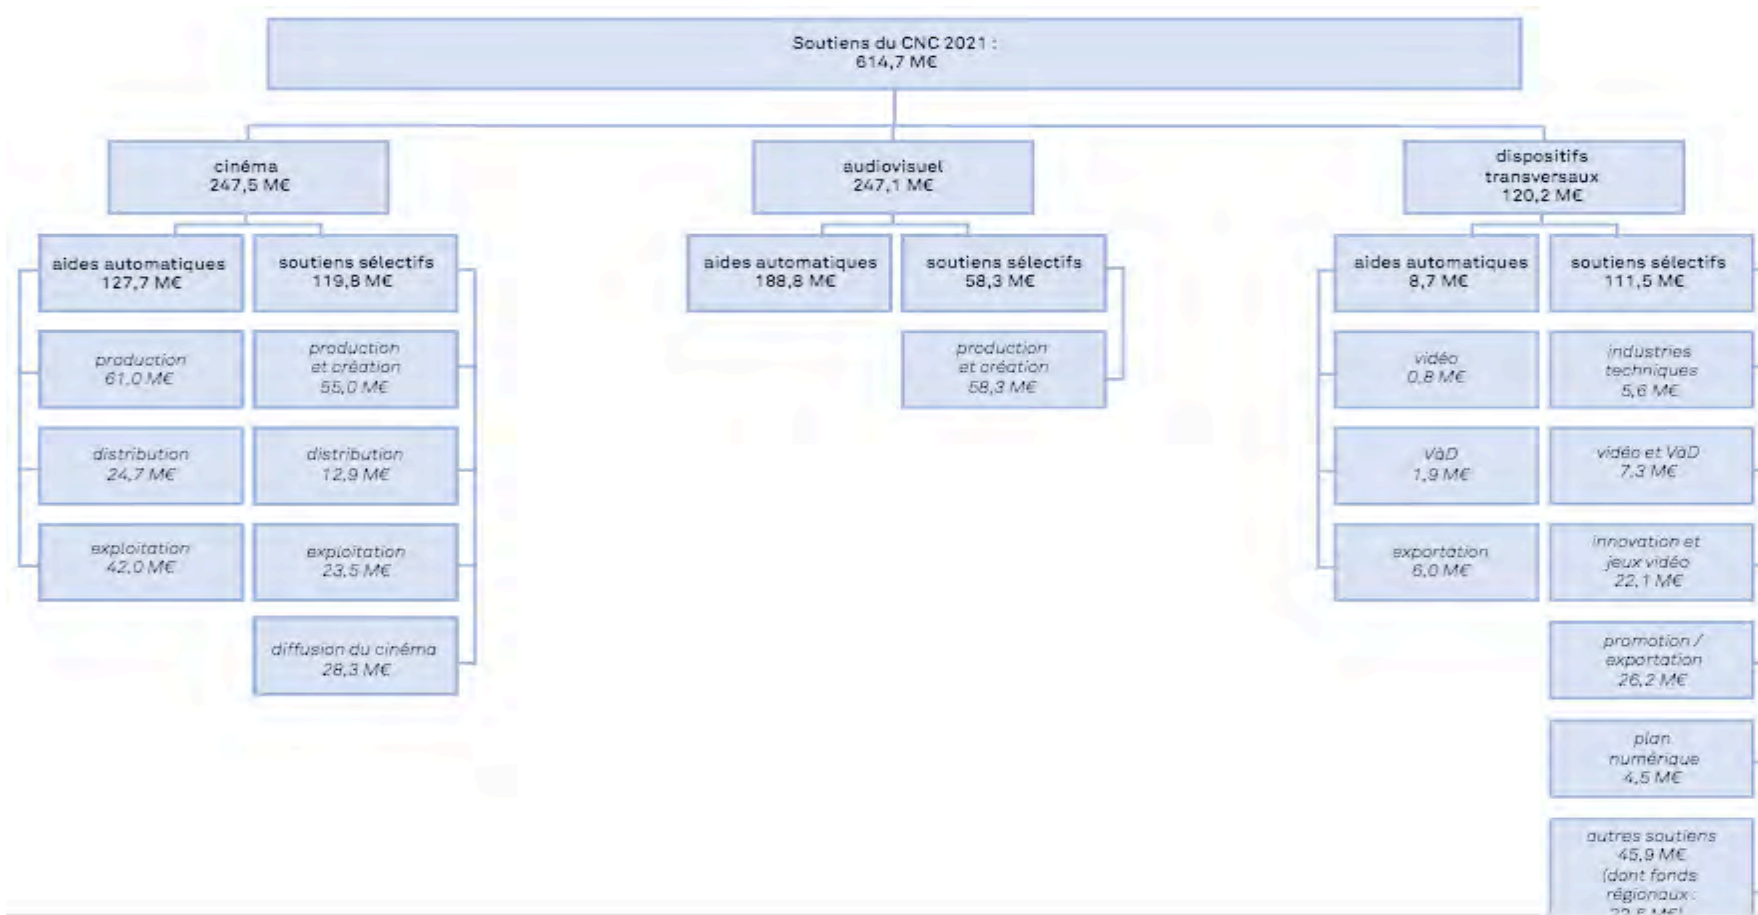 Soutiens du CNC 2021 :
614,7 M€
cinéma
247,5 M€
aides automatiques
127,7 M€
production
61,0 M€
distribution
24,7 M€
exploitation
42,0 M€
soutiens sélectifs
119,8 M€
production
et création
55,0 M€
distribution
12,9 M€
exploitation
23,5 M€
diffusion du cinéma
28,3 M€
audiovisuel
247,1 M€
aides automatiques
188,8 M€
soutiens sélectifs
58,3 M€
production
et création
58,3 M€
dispositifs
transversaux
120,2 M€
aides automatiques
8,7 M€
vidéo
0,8 M€
VàD
1,9 M€
exportation
6,0 M€
soutiens sélectifs
111,5 M€
industries
techniques
5,6 M€
vidéo et VàD
7,3 M€
innovation et
jeux vidéo
22,1 M€
promotion /
exportation
26,2 M€
plan
numérique
4,5 M€
autres soutiens
45,9 M€
(dont fonds
régionaux :